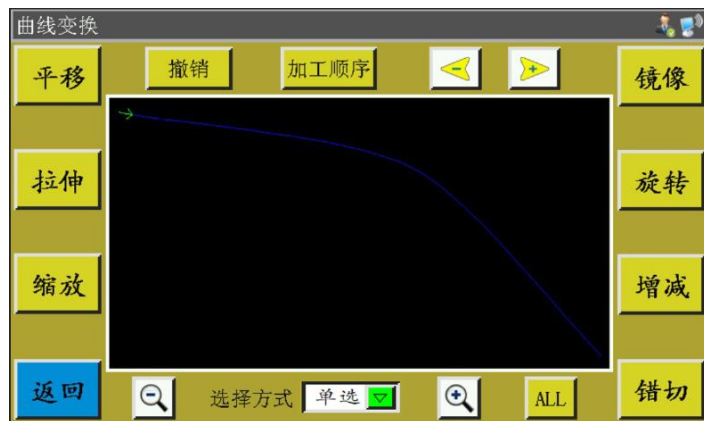 曲线变换
平移
撤销
加工顺序
-
+
镜像
拉伸
旋转
缩放
增减
返回
选择方式
单选
ALL
错切